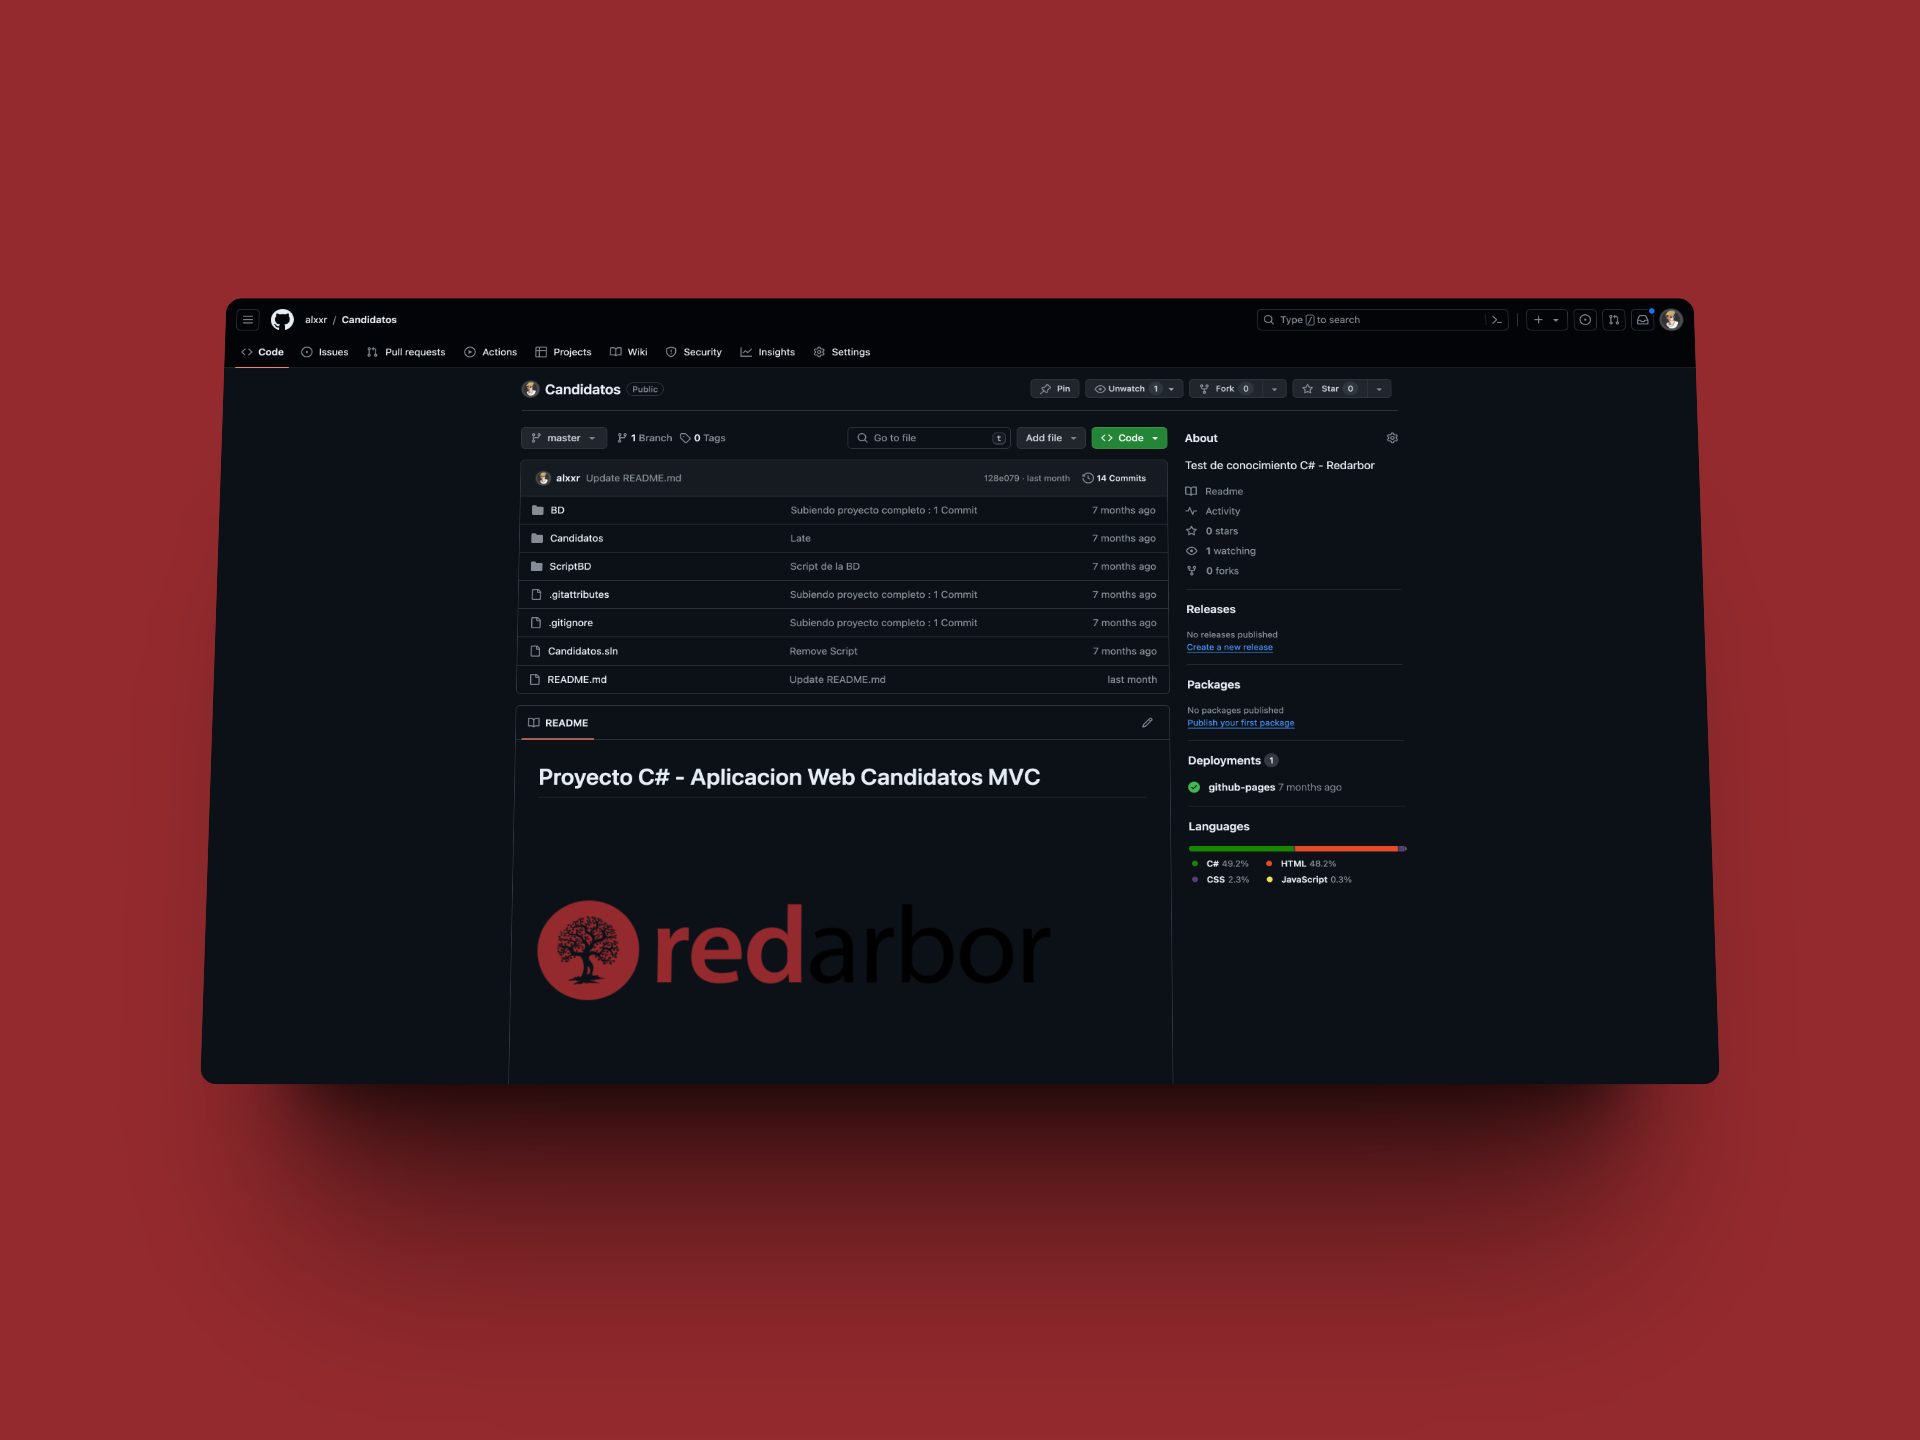 alxxr / Candidatos
Type / to search
Code Issues Pull requests Actions Projects Wiki Security Insights Settings
Candidatos Public
Pin Unwatch 1 Fork 0 Star 0
master 1 Branch 0 Tags
Go to file t Add file Code
alxxr Update README.md 128e079 · last month 14 Commits
BD Subiendo proyecto completo : 1 Commit 7 months ago
Candidatos Late 7 months ago
ScriptBD Script de la BD 7 months ago
.gitattributes Subiendo proyecto completo : 1 Commit 7 months ago
.gitignore Subiendo proyecto completo : 1 Commit 7 months ago
Candidatos.sln Remove Script 7 months ago
README.md Update README.md last month
README
Proyecto C# - Aplicacion Web Candidatos MVC
redarbor
About
Test de conocimiento C# - Redarbor
Readme
Activity
0 stars
1 watching
0 forks
Releases
No releases published
Create a new release
Packages
No packages published
Publish your first package
Deployments 1
github-pages 7 months ago
Languages
C# 49.2% HTML 48.2%
CSS 2.3% JavaScript 0.3%